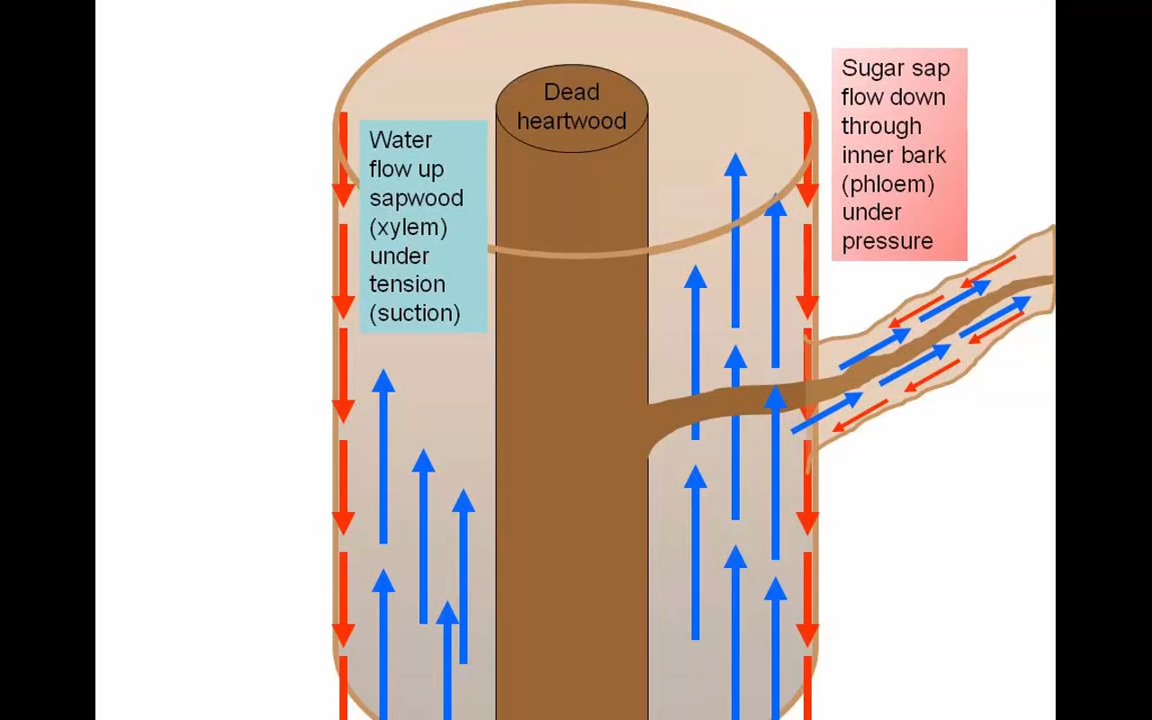 Dead
heartwood
Water
flow up
sapwood
(xylem)
under
tension
(suction)
Sugar sap
flow down
through
inner bark
(phloem)
under
pressure